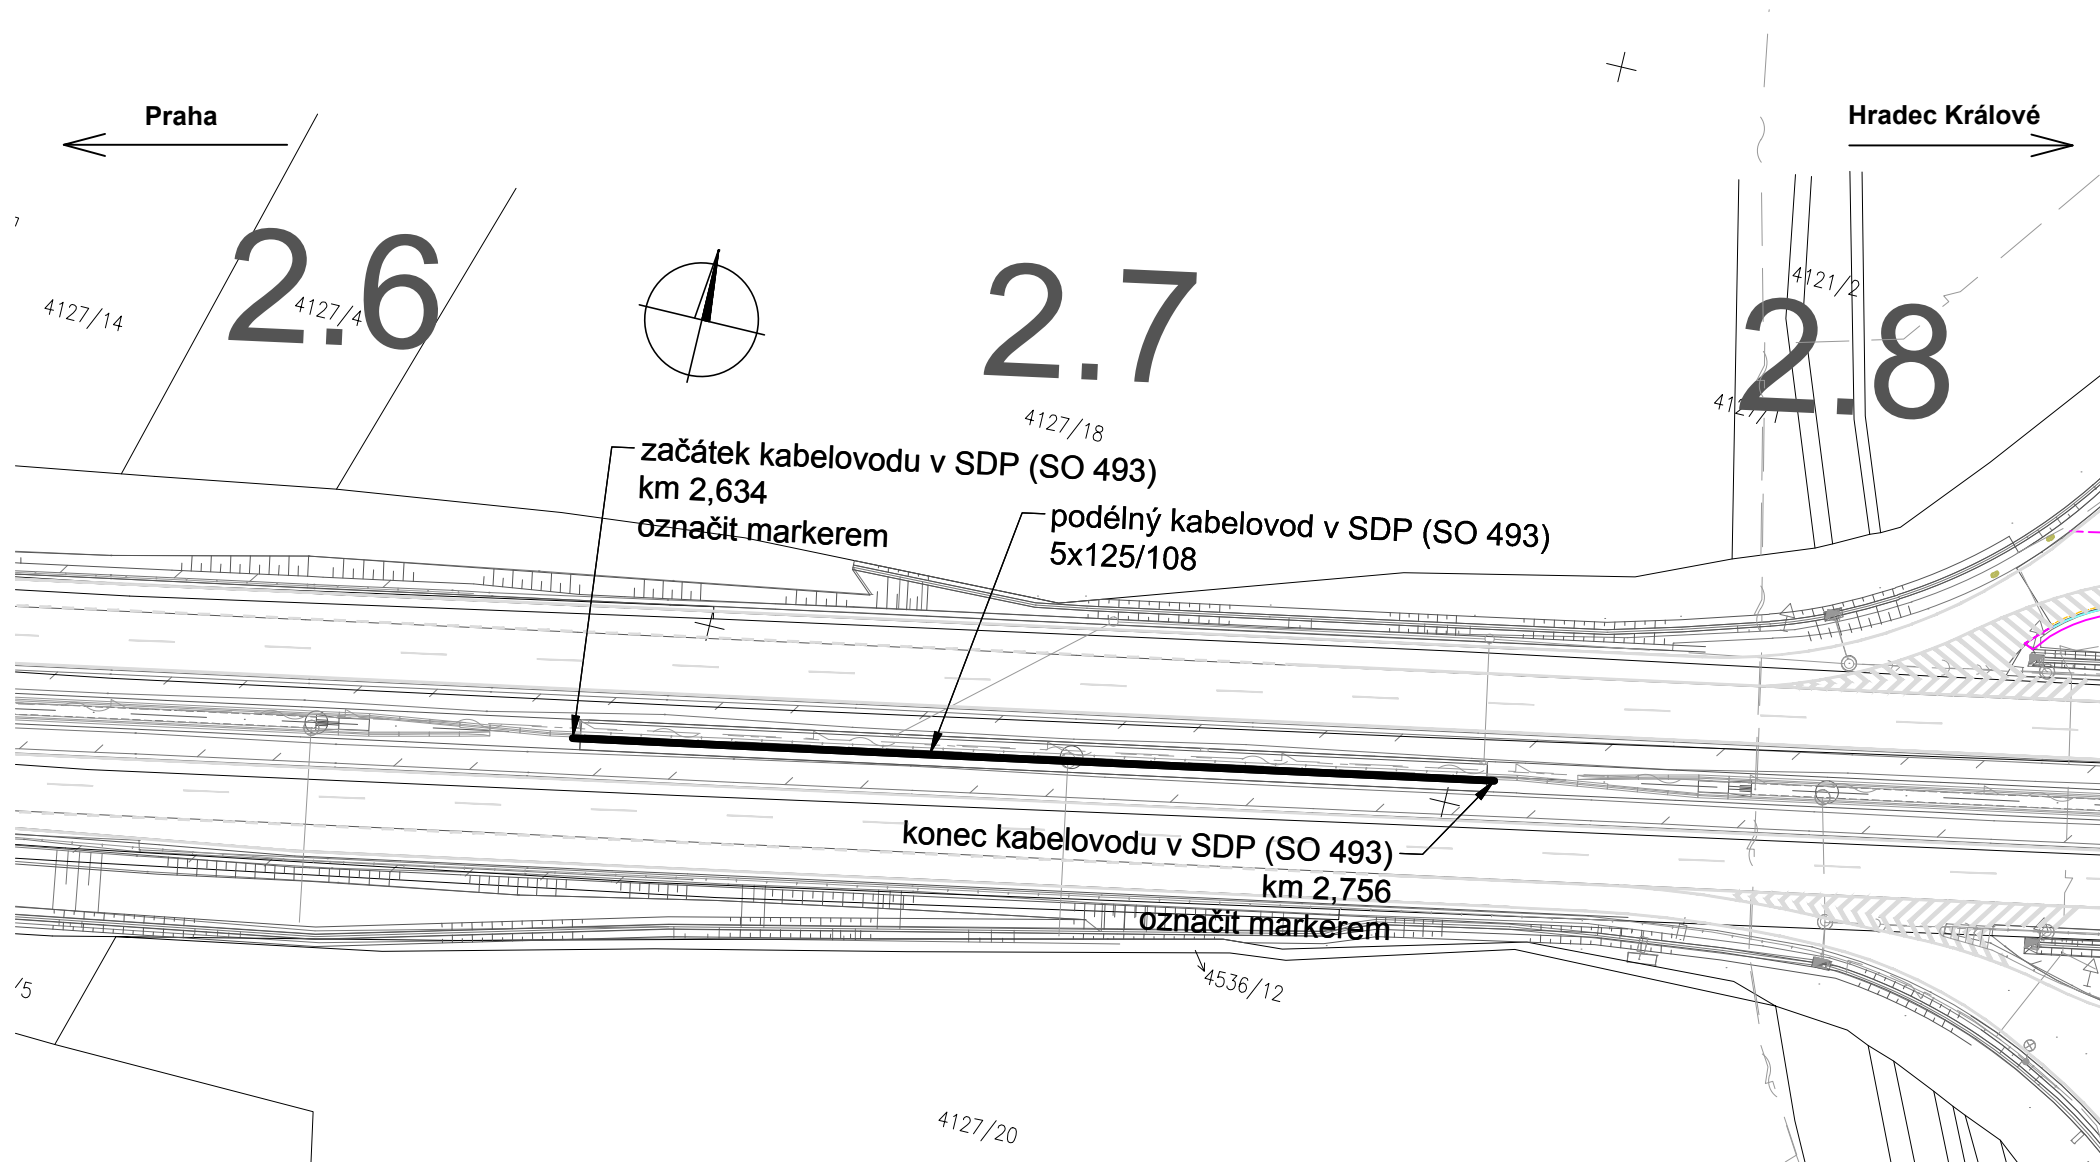 Praha
Hradec Králové
2.6
2.7
2.8
4127/14
4127/4
4121/2
4127/18
začátek kabelovodu v SDP (SO 493)
km 2,634
označit markerem
podélný kabelovod v SDP (SO 493)
5x125/108
konec kabelovodu v SDP (SO 493)
km 2,756
označit markerem
/5
4536/12
4127/20